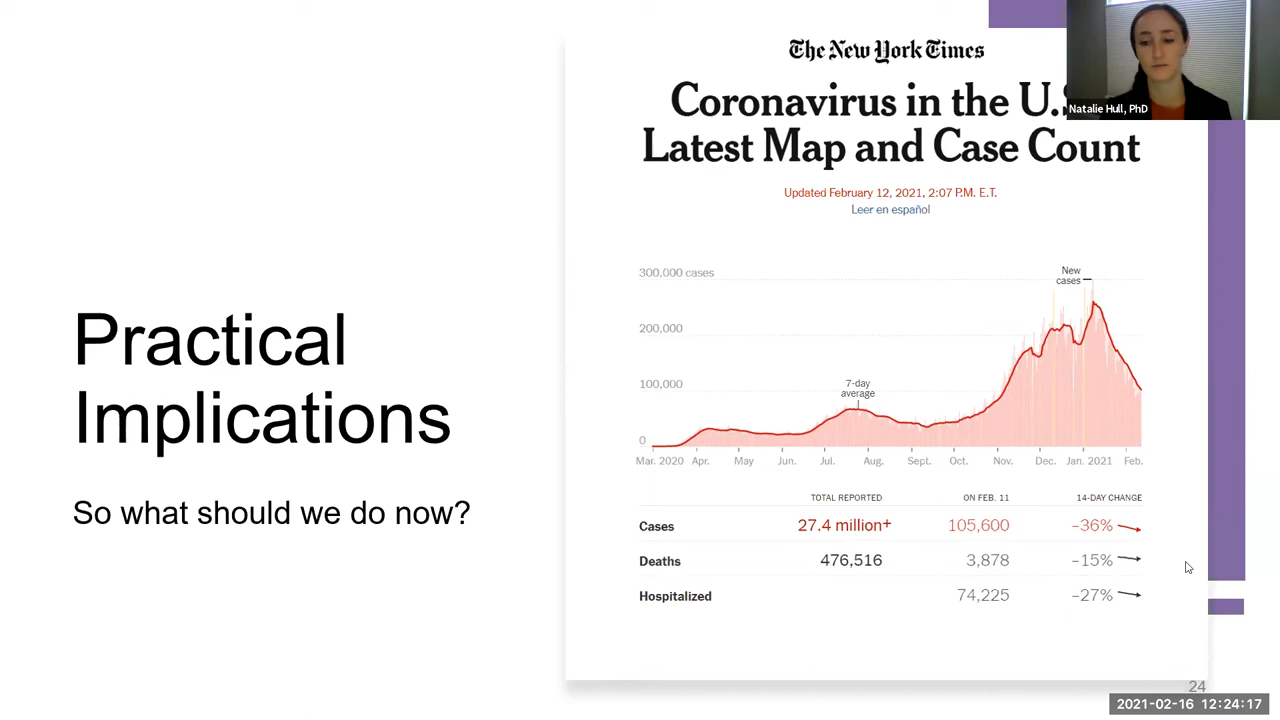 Practical
Implications
So what should we do now?
The New York Times
Coronavirus in the U.S
Latest Map and Case Count
Updated February 12, 2021, 2:07 P.M. E.T.
Leer en español
300,000 cases
200,000
100,000
0
New
cases
7-day
average
Mar. 2020 Apr. May Jun. Jul. Aug. Sept. Oct. Nov. Dec. Jan. 2021 Feb.
TOTAL REPORTED ON FEB. 11 14-DAY CHANGE
Cases 27.4 million+ 105,600 –36%
Deaths 476,516 3,878 –15%
Hospitalized 74,225 –27%
Natalie Hull, PhD
24
2021-02-16 12:24:17